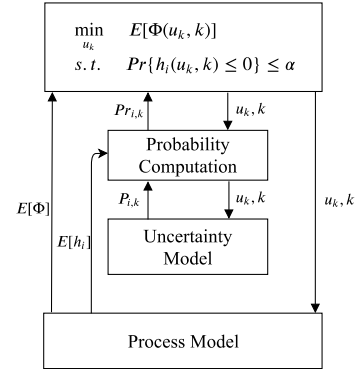 min E[Φ(u_k, k)]
u_k
s.t. Pr{h_i(u_k, k) ≤ 0} ≤ α
Pr_{i,k} u_k, k
Probability
Computation
E[Φ] E[h_i] P_{i,k} u_k, k u_k, k
Uncertainty
Model
Process Model